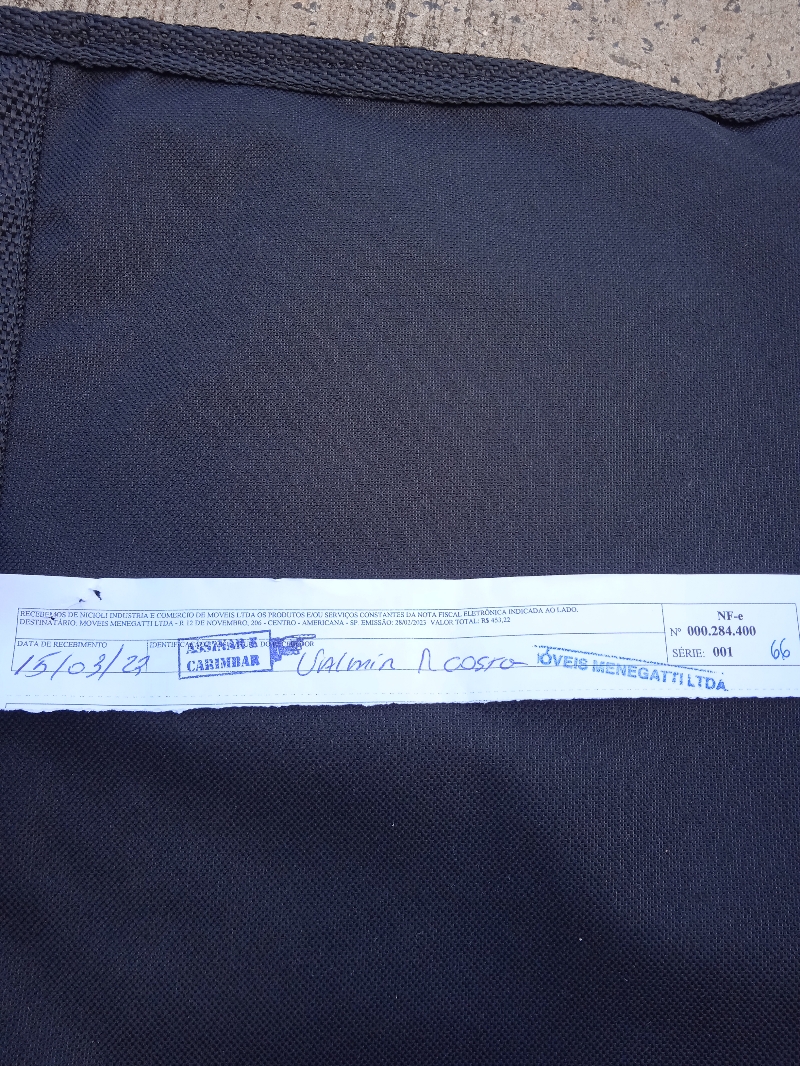 RECEBEMOS DE NICIOLI INDUSTRIA E COMERCIO DE MOVEIS LTDA OS PRODUTOS E/OU SERVIÇOS CONSTANTES DA NOTA FISCAL ELETRÔNICA INDICADA AO LADO.
DESTINATÁRIO: MOVEIS MENEGATTI LTDA - R 12 DE NOVEMBRO, 206 - CENTRO - AMERICANA - SP EMISSÃO: 28/02/2023 VALOR TOTAL: R$ 453,22
NF-e
Nº 000.284.400
SÉRIE: 001
66
DATA DE RECEBIMENTO
15/03/23
ASSINAR E
CARIMBAR
Valmir R Costa
MÓVEIS MENEGATTI LTDA